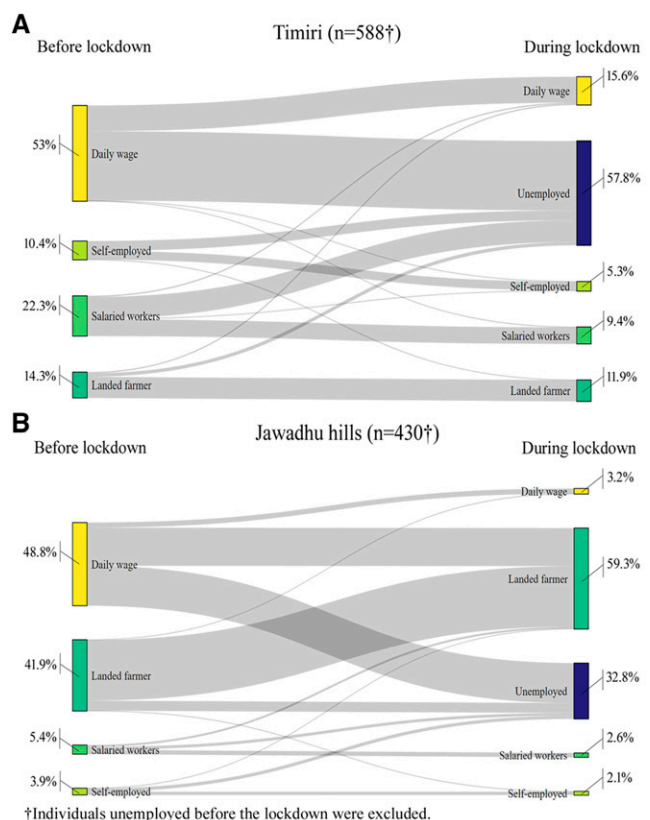 A
Timiri (n=588†)
Before lockdown
During lockdown
15.6%
Daily wage
53%
Daily wage
57.8%
Unemployed
10.4%
Self-employed
5.3%
Self-employed
22.3%
Salaried workers
9.4%
Salaried workers
14.3%
Landed farmer
11.9%
Landed farmer
B
Jawadhu hills (n=430†)
Before lockdown
During lockdown
3.2%
Daily wage
48.8%
Daily wage
59.3%
Landed farmer
41.9%
Landed farmer
32.8%
Unemployed
5.4%
Salaried workers
2.6%
Salaried workers
3.9%
Self-employed
2.1%
Self-employed
†Individuals unemployed before the lockdown were excluded.